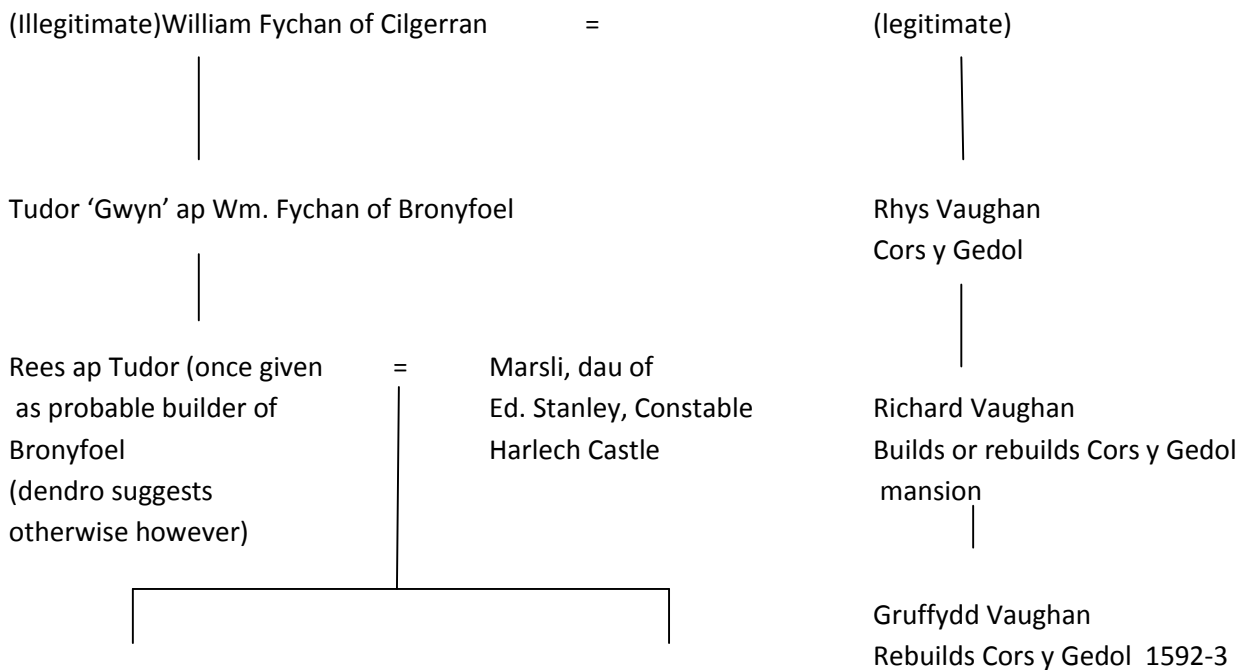 (Illegitimate)William Fychan of Cilgerran = (legitimate)
Tudor ‘Gwyn’ ap Wm. Fychan of Bronyfoel Rhys Vaughan
Cors y Gedol
Rees ap Tudor (once given = Marsli, dau of
as probable builder of Ed. Stanley, Constable Richard Vaughan
Bronyfoel Harlech Castle Builds or rebuilds Cors y Gedol
(dendro suggests mansion
otherwise however)
Gruffydd Vaughan
Rebuilds Cors y Gedol 1592-3